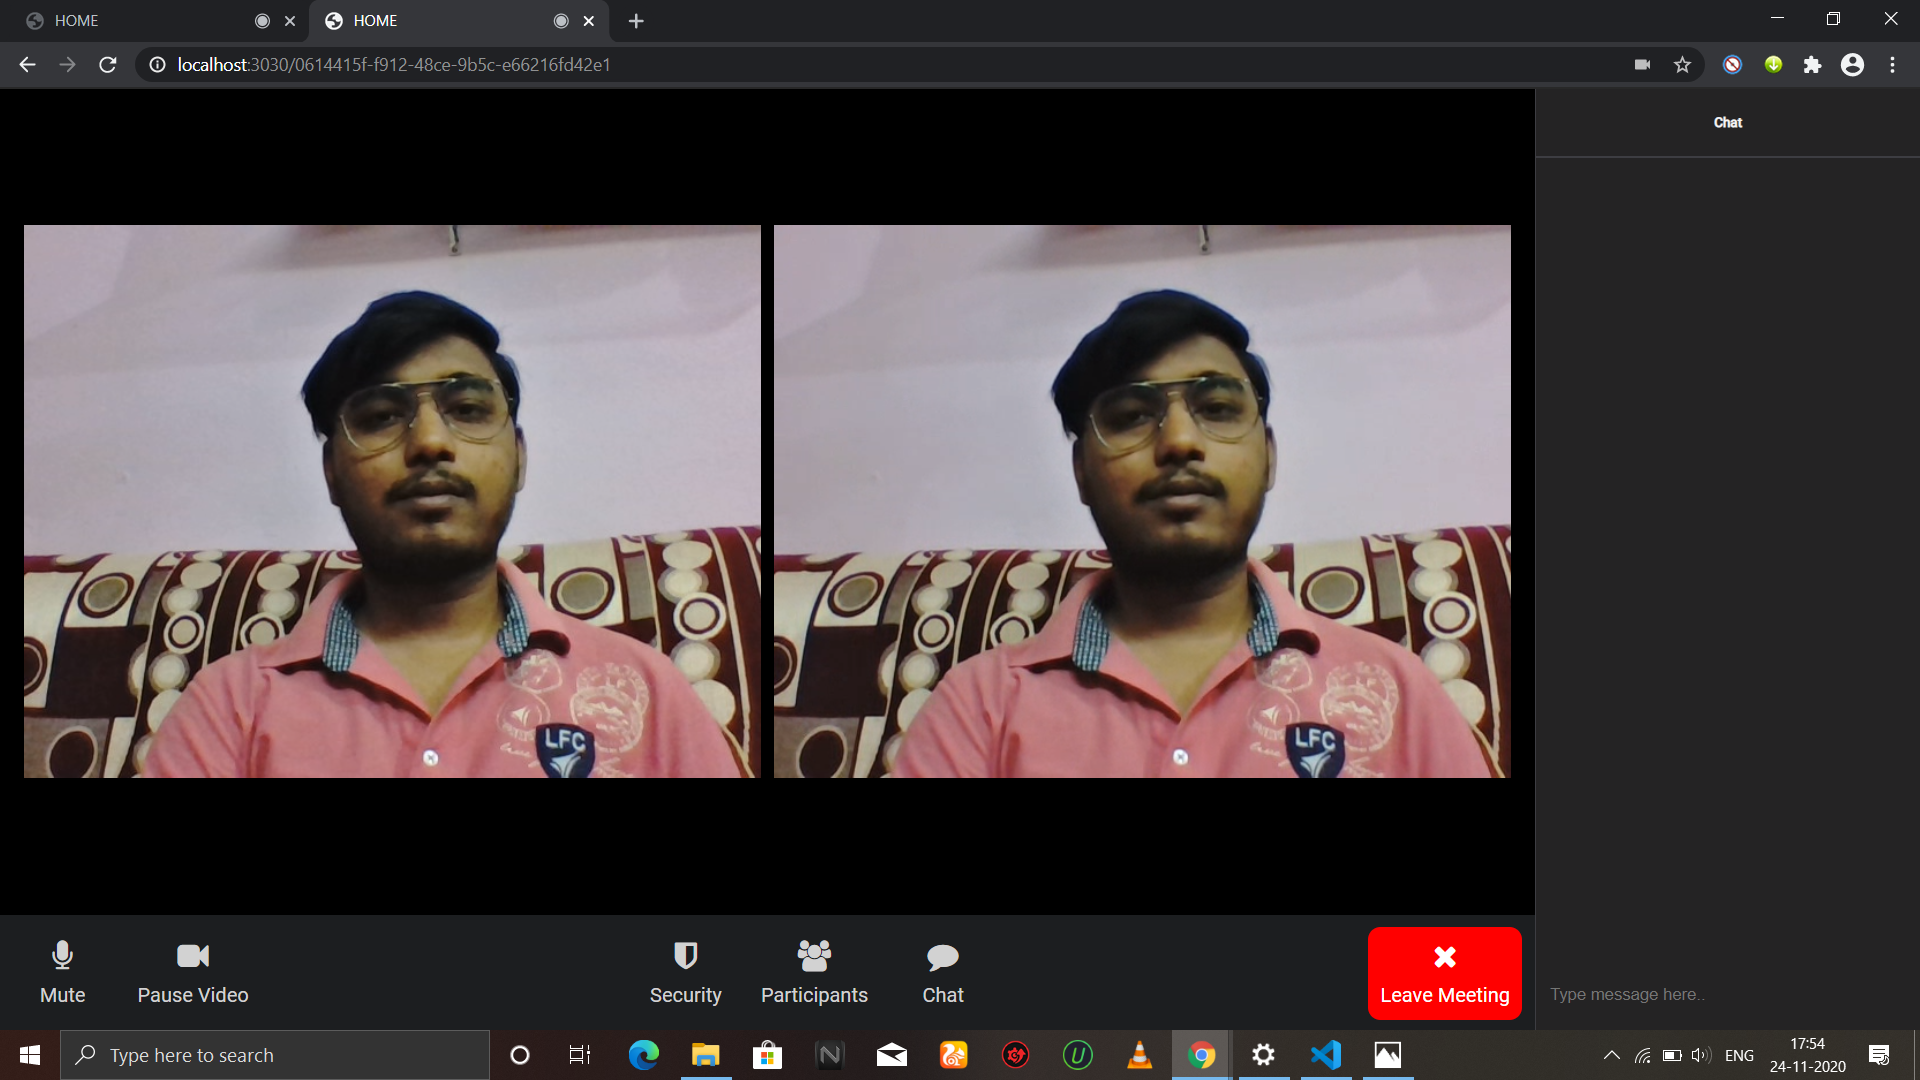 HOME
HOME
localhost:3030/0614415f-f912-48ce-9b5c-e66216fd42e1
Chat
LFC
LFC
Mute
Pause Video
Security
Participants
Chat
Leave Meeting
Type message here..
Type here to search
N
U
ENG
17:54
24-11-2020